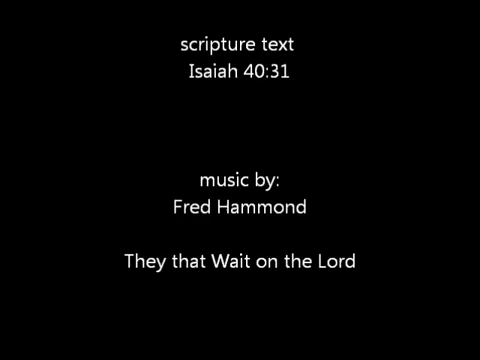 scripture text
Isaiah 40:31
music by:
Fred Hammond
They that Wait on the Lord